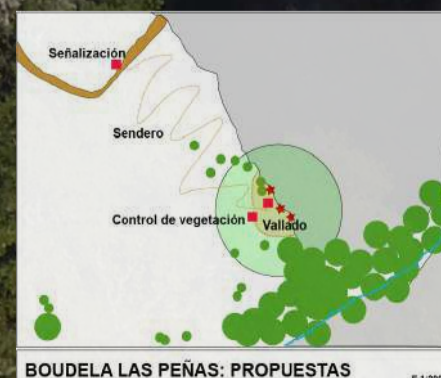 Señalización
Sendero
Control de vegetación
Vallado
BOUDELA LAS PEÑAS: PROPUESTAS